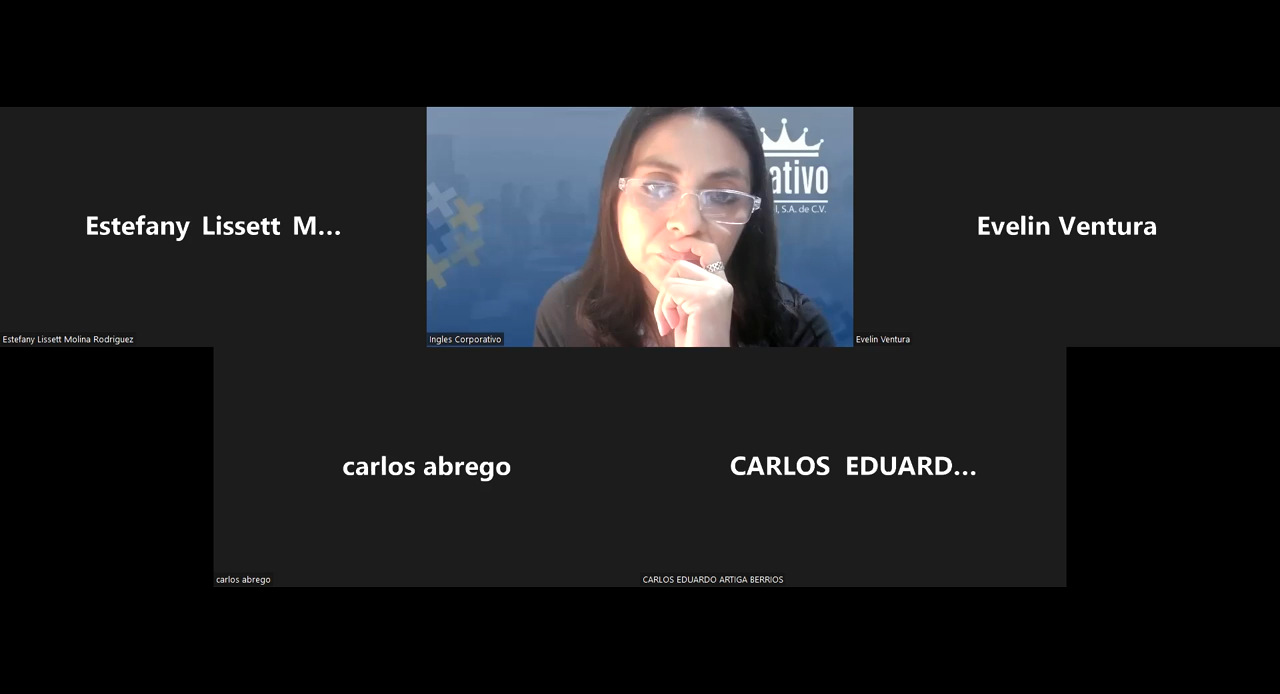 Estefany Lissett M...
Estefany Lissett Molina Rodriguez
ativo
l, S.A. de C.V.
Ingles Corporativo
Evelin Ventura
Evelin Ventura
carlos abrego
carlos abrego
CARLOS EDUARD...
CARLOS EDUARDO ARTIGA BERRIOS